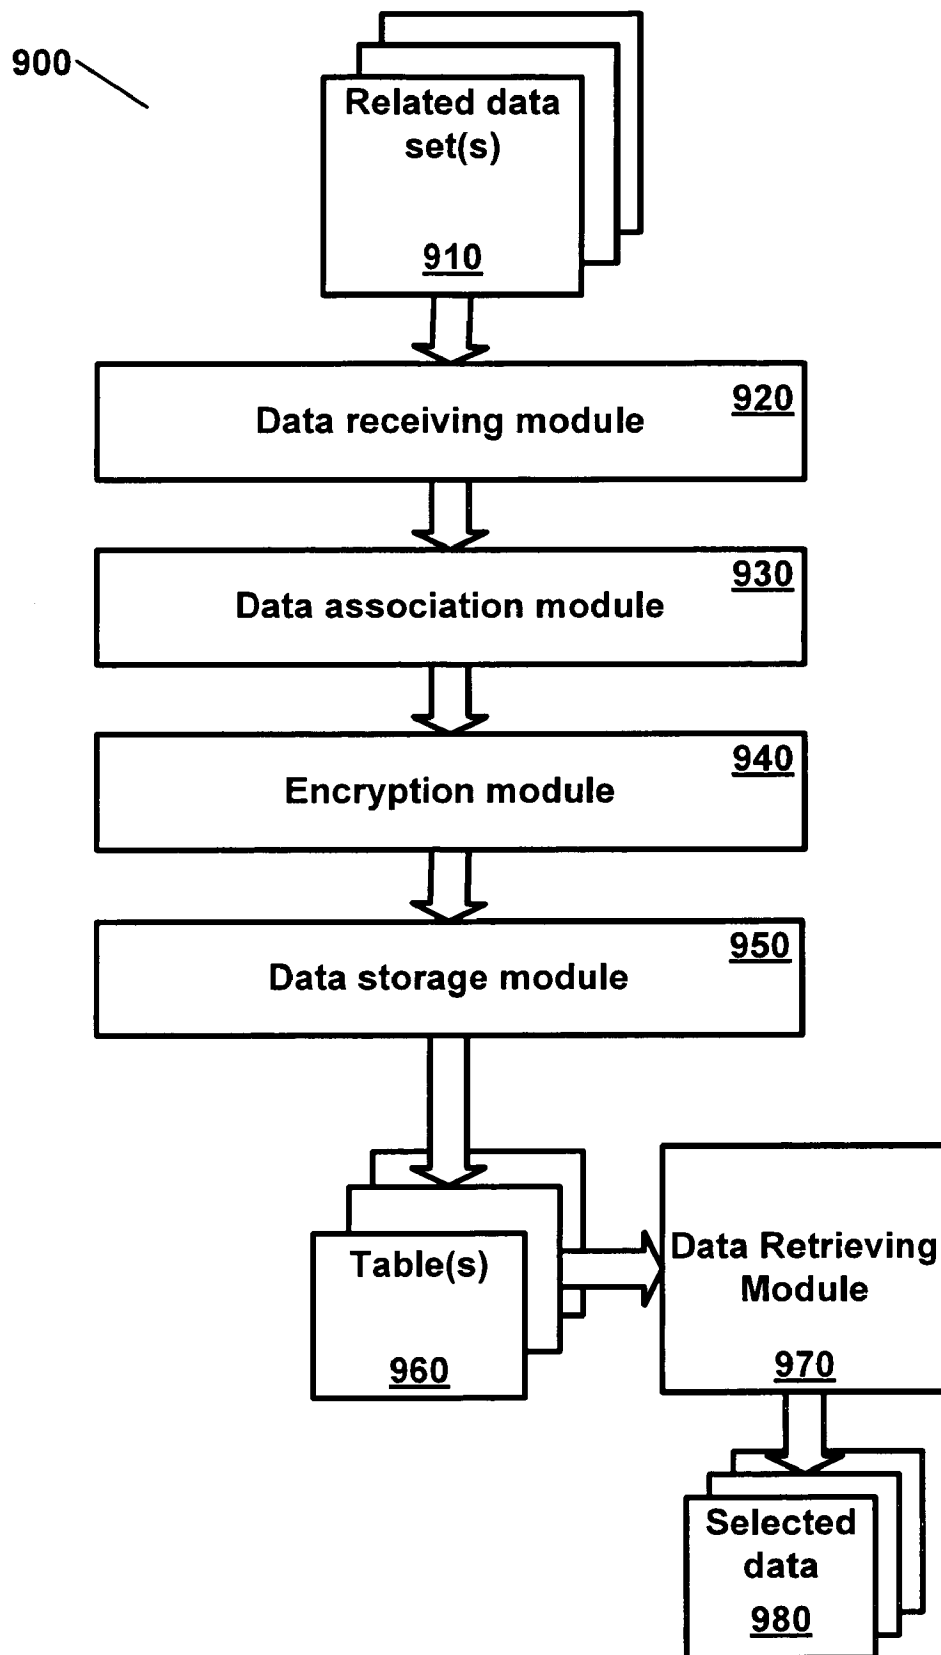 900
Related data
set(s)
910
920
Data receiving module
930
Data association module
940
Encryption module
950
Data storage module
Table(s)
960
Data Retrieving
Module
970
Selected
data
980